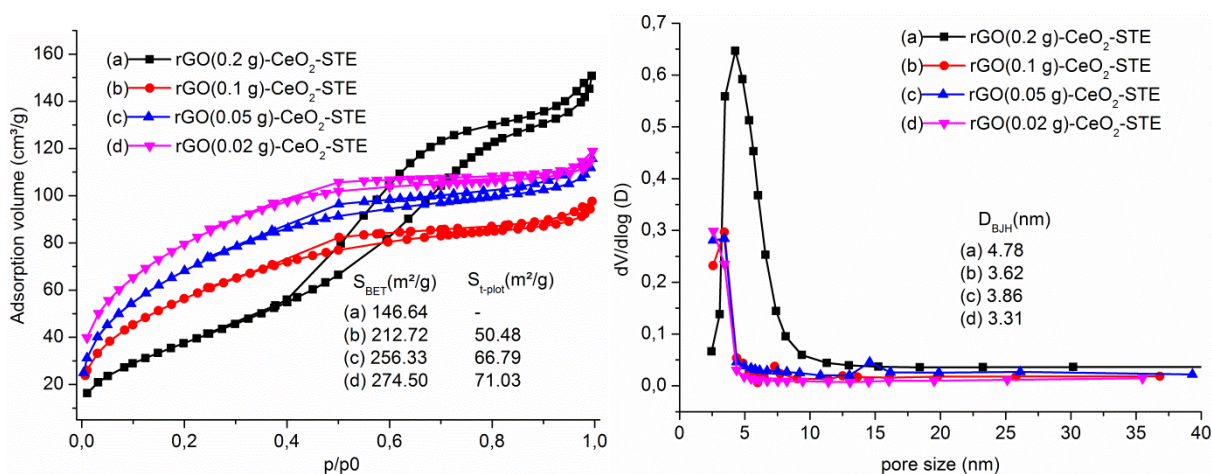 Adsorption volume (cm³/g)
160
140
120
100
80
60
40
20
(a) rGO(0.2 g)-CeO₂-STE
(b) rGO(0.1 g)-CeO₂-STE
(c) rGO(0.05 g)-CeO₂-STE
(d) rGO(0.02 g)-CeO₂-STE
S_BET(m²/g) S_t-plot(m²/g)
(a) 146.64 -
(b) 212.72 50.48
(c) 256.33 66.79
(d) 274.50 71.03
0,0 0,2 0,4 0,6 0,8 1,0
p/p0
dV/dlog (D)
0,7
0,6
0,5
0,4
0,3
0,2
0,1
0,0
(a) rGO(0.2 g)-CeO₂-STE
(b) rGO(0.1 g)-CeO₂-STE
(c) rGO(0.05 g)-CeO₂-STE
(d) rGO(0.02 g)-CeO₂-STE
D_BJH(nm)
(a) 4.78
(b) 3.62
(c) 3.86
(d) 3.31
0 5 10 15 20 25 30 35 40
pore size (nm)